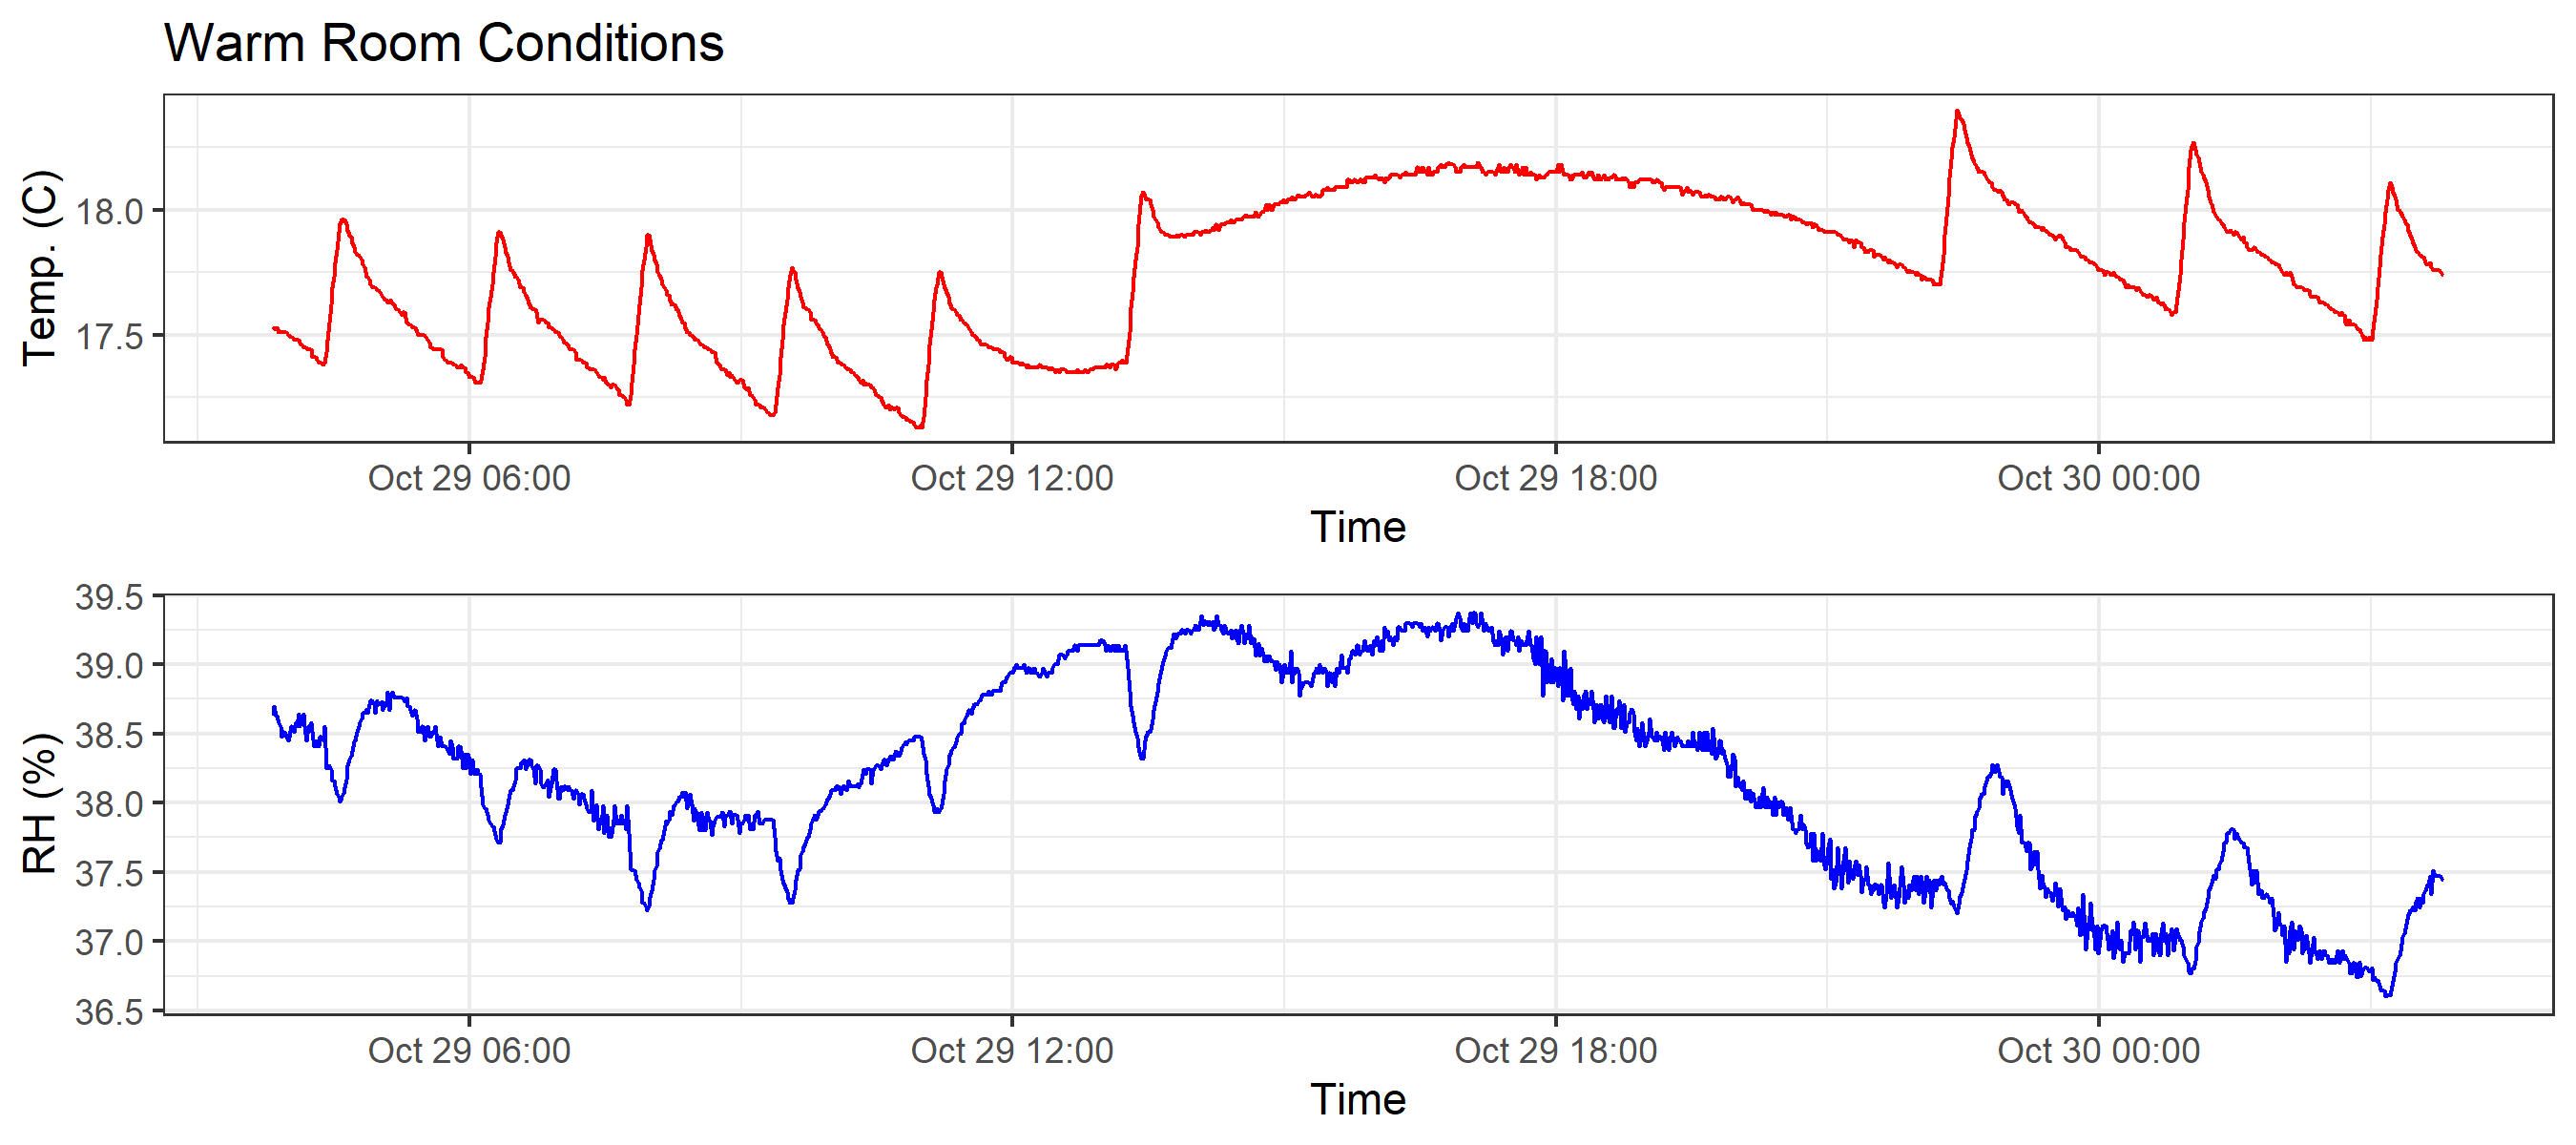 Warm Room Conditions
Temp. (C)
18.0
17.5
Oct 29 06:00 Oct 29 12:00 Oct 29 18:00 Oct 30 00:00
Time
RH (%)
39.5
39.0
38.5
38.0
37.5
37.0
36.5
Oct 29 06:00 Oct 29 12:00 Oct 29 18:00 Oct 30 00:00
Time